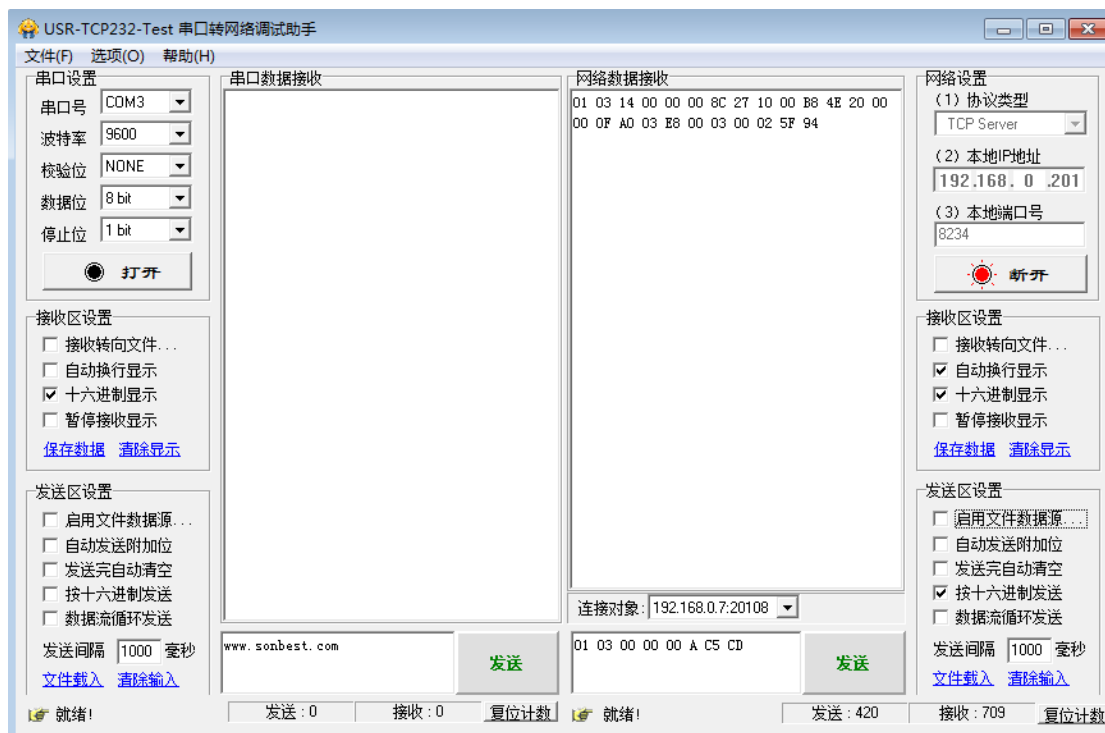 USR-TCP232-Test 串口转网络调试助手
文件(F) 选项(O) 帮助(H)
串口设置
串口号 COM3
波特率 9600
校验位 NONE
数据位 8 bit
停止位 1 bit
打开
接收区设置
接收转向文件...
自动换行显示
十六进制显示
暂停接收显示
保存数据 清除显示
发送区设置
启用文件数据源...
自动发送附加位
发送完自动清空
按十六进制发送
数据流循环发送
发送间隔 1000 毫秒
文件载入 清除输入
就绪!
串口数据接收
www.sonbest.com
发送
发送:0 接收:0 复位计数
网络数据接收
01 03 14 00 00 00 8C 27 10 00 B8 4E 20 00
00 0F A0 03 E8 00 03 00 02 5F 94
连接对象: 192.168.0.7:20108
01 03 00 00 00 A C5 CD
发送
就绪!
发送:420 接收:709 复位计数
网络设置
(1) 协议类型
TCP Server
(2) 本地IP地址
192.168. 0 .201
(3) 本地端口号
8234
断开
接收区设置
接收转向文件...
自动换行显示
十六进制显示
暂停接收显示
保存数据 清除显示
发送区设置
启用文件数据源...
自动发送附加位
发送完自动清空
按十六进制发送
数据流循环发送
发送间隔 1000 毫秒
文件载入 清除输入